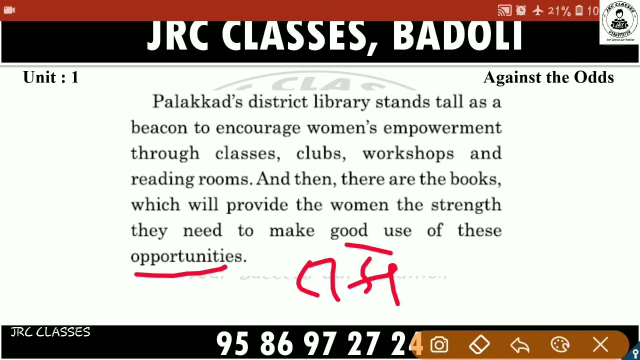 21% 10
JRC CLASSES, BADOLI
Unit : 1
Against the Odds
Palakkad's district library stands tall as a
beacon to encourage women's empowerment
through classes, clubs, workshops and
reading rooms. And then, there are the books,
which will provide the women the strength
they need to make good use of these
opportunities.
JRC CLASSES
95 86 97 27 24